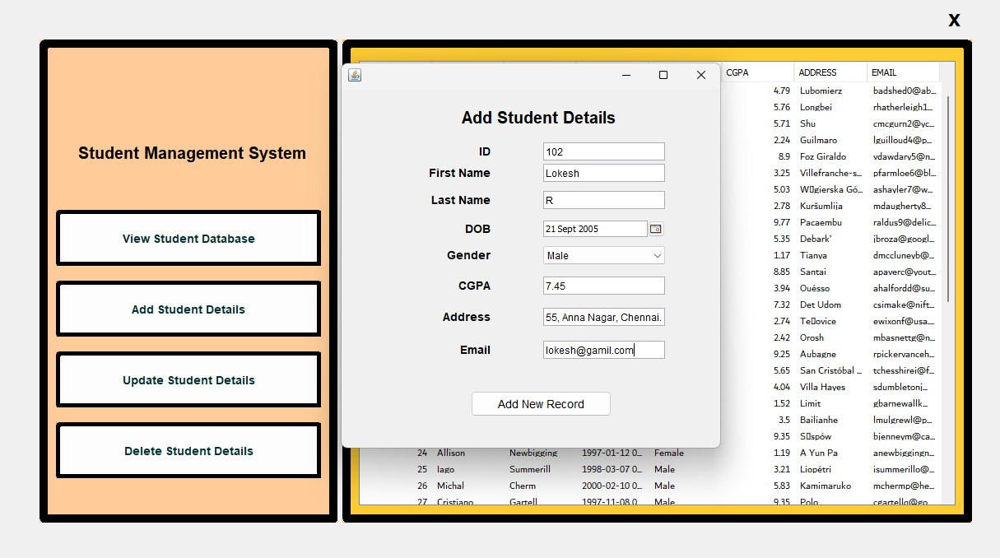 X
Student Management System
View Student Database
Add Student Details
Update Student Details
Delete Student Details
Add Student Details
ID 102
First Name Lokesh
Last Name R
DOB 21 Sept 2005
Gender Male
CGPA 7.45
Address 55, Anna Nagar, Chennai.
Email lokesh@gamil.com
Add New Record
CGPA ADDRESS EMAIL
4.79 Lubomierz badshed0@ab...
5.76 Longbei rhatherleigh1...
5.71 Shu cmcgurn2@yc...
2.24 Guilmaro lguilloud4@p...
8.9 Foz Giraldo vdawdary5@n...
3.25 Villefranche-s... pfarmloe6@bl...
5.03 W▯gierska Gó... ashayler7@w...
2.78 Kuršumlija mdaugherty8...
9.77 Pacaembu raldus9@delic...
5.35 Debark’ jbroza@googl...
1.17 Tianya dmccluneyb@...
8.85 Santai apaverc@yout...
3.94 Ouésso ahalfordd@su...
7.32 Det Udom csimake@nift...
2.74 Te▯ovice ewixonf@usa....
2.42 Orosh mbasnettg@n...
9.25 Aubagne rpickervanceh...
5.65 San Cristóbal ... tchesshirei@f...
4.04 Villa Hayes sdumbletonj...
1.52 Limit gbarnewallk...
3.5 Bailianhe lmulgrewl@p...
9.35 S▯spów bjenneym@ca...
24 Allison Newbigging 1997-01-12 0... Female 1.19 A Yun Pa anewbiggingn...
25 Iago Summerill 1998-03-07 0... Male 3.21 Liopétri isummerillo@...
26 Michal Cherm 2000-02-10 0... Male 5.83 Kamimaruko mchermp@he...
27 Cristiano Gartell 1997-11-08 0... Male 9.35 Polo cgartellq@go...